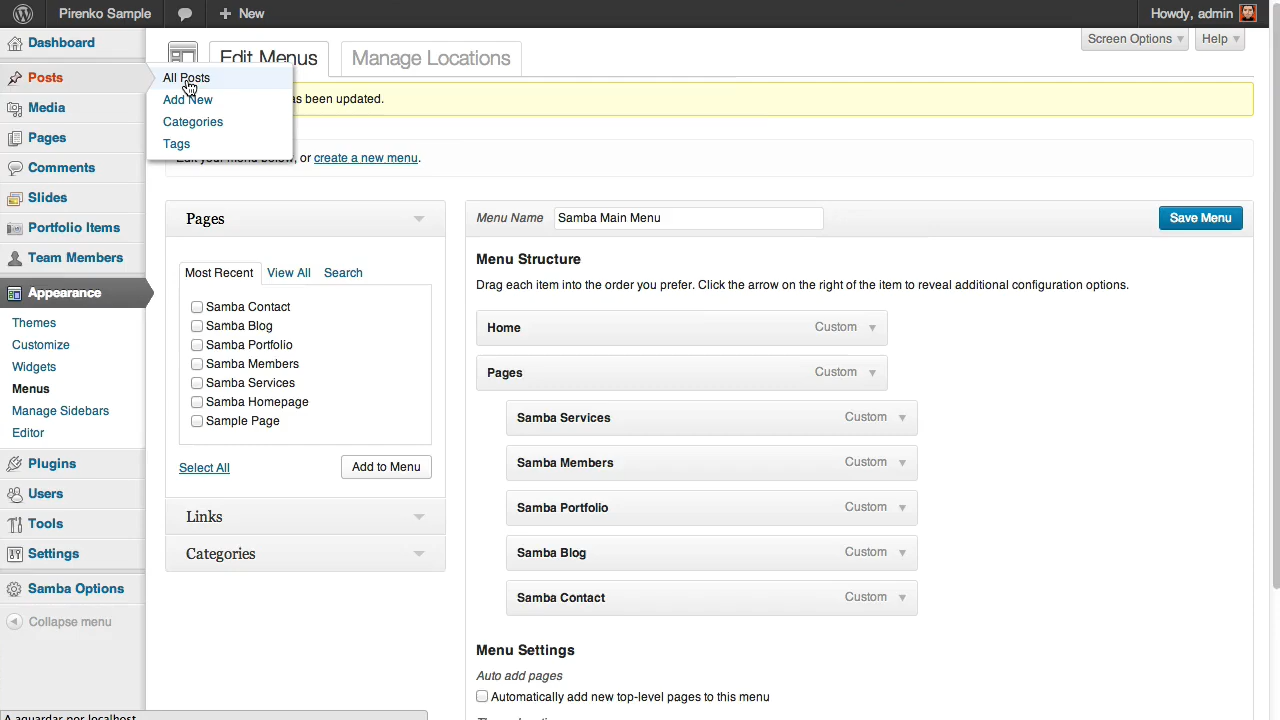 Pirenko Sample
New
Howdy, admin
Dashboard
Posts
Media
Pages
Comments
Slides
Portfolio Items
Team Members
Appearance
Themes
Customize
Widgets
Menus
Manage Sidebars
Editor
Plugins
Users
Tools
Settings
Samba Options
Collapse menu
All Posts
Add New
Categories
Tags
Edit Menus
Manage Locations
Screen Options
Help
as been updated.
Edit your menu below, or create a new menu.
Pages
Most Recent View All Search
Samba Contact
Samba Blog
Samba Portfolio
Samba Members
Samba Services
Samba Homepage
Sample Page
Select All
Add to Menu
Links
Categories
Menu Name Samba Main Menu
Save Menu
Menu Structure
Drag each item into the order you prefer. Click the arrow on the right of the item to reveal additional configuration options.
Home Custom
Pages Custom
Samba Services Custom
Samba Members Custom
Samba Portfolio Custom
Samba Blog Custom
Samba Contact Custom
Menu Settings
Auto add pages
Automatically add new top-level pages to this menu
A aguardar por localhost